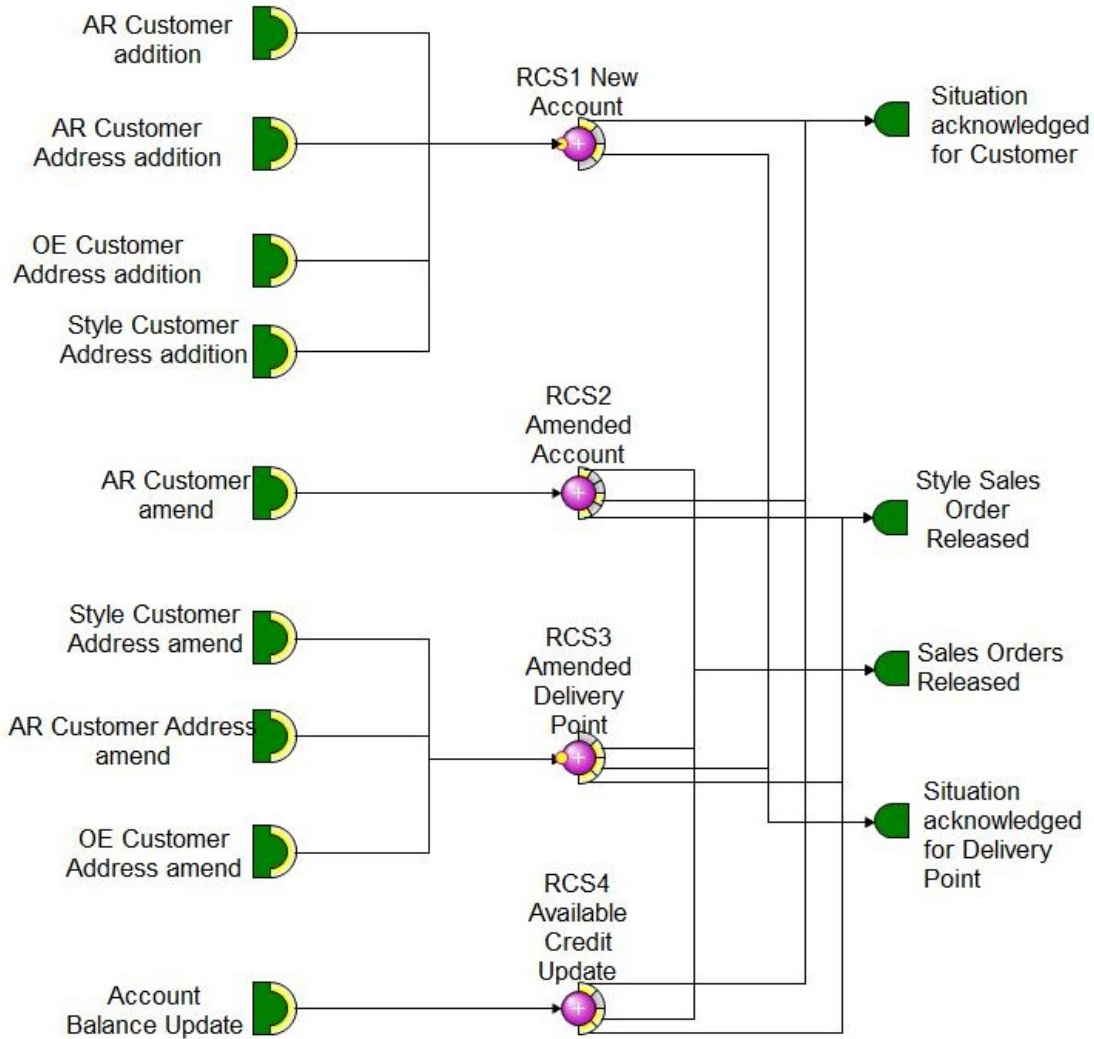 AR Customer
addition
AR Customer
Address addition
OE Customer
Address addition
Style Customer
Address addition
AR Customer
amend
Style Customer
Address amend
AR Customer Address
amend
OE Customer
Address amend
Account
Balance Update
RCS1 New
Account
RCS2
Amended
Account
RCS3
Amended
Delivery
Point
RCS4
Available
Credit
Update
Situation
acknowledged
for Customer
Style Sales
Order
Released
Sales Orders
Released
Situation
acknowledged
for Delivery
Point